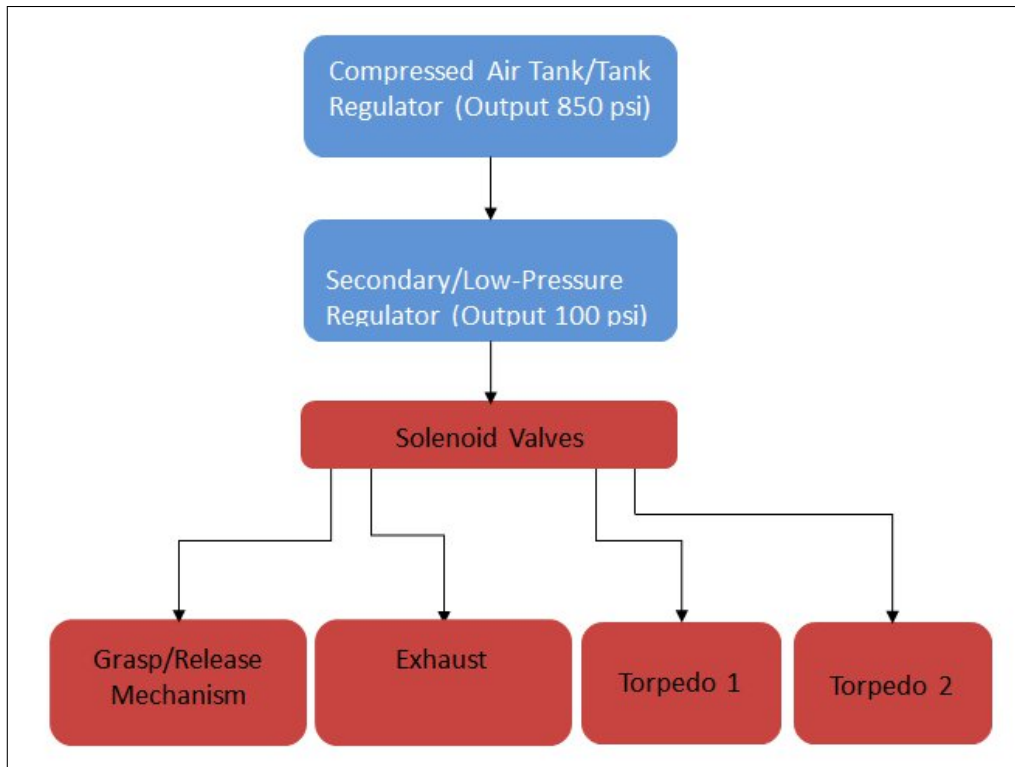 Compressed Air Tank/Tank
Regulator (Output 850 psi)
Secondary/Low-Pressure
Regulator (Output 100 psi)
Solenoid Valves
Grasp/Release
Mechanism
Exhaust
Torpedo 1
Torpedo 2